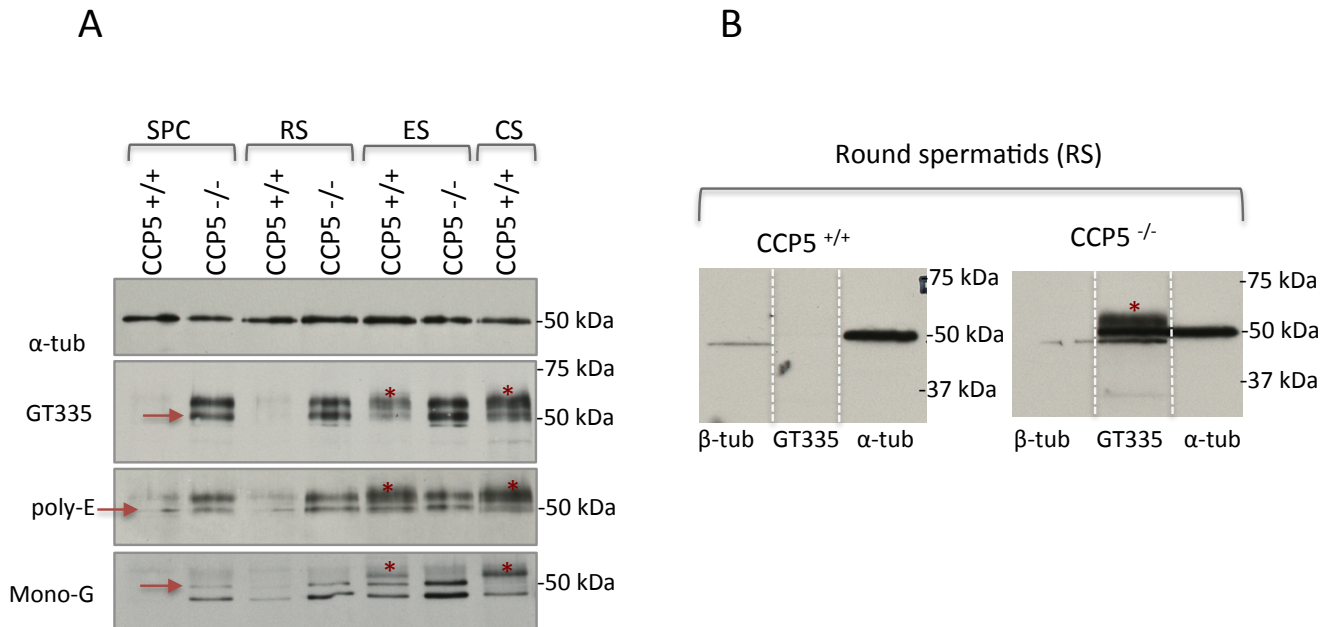 A
B
SPC RS ES CS
CCP5 +/+ CCP5 -/- CCP5 +/+ CCP5 -/- CCP5 +/+ CCP5 -/- CCP5 +/+
α-tub
-50 kDa
-75 kDa
GT335
*
*
-50 kDa
poly-E
*
*
-50 kDa
Mono-G
*
*
-50 kDa
Round spermatids (RS)
CCP5 +/+
CCP5 -/-
-75 kDa
-50 kDa
-37 kDa
β-tub GT335 α-tub
*
-75 kDa
-50 kDa
-37 kDa
β-tub GT335 α-tub